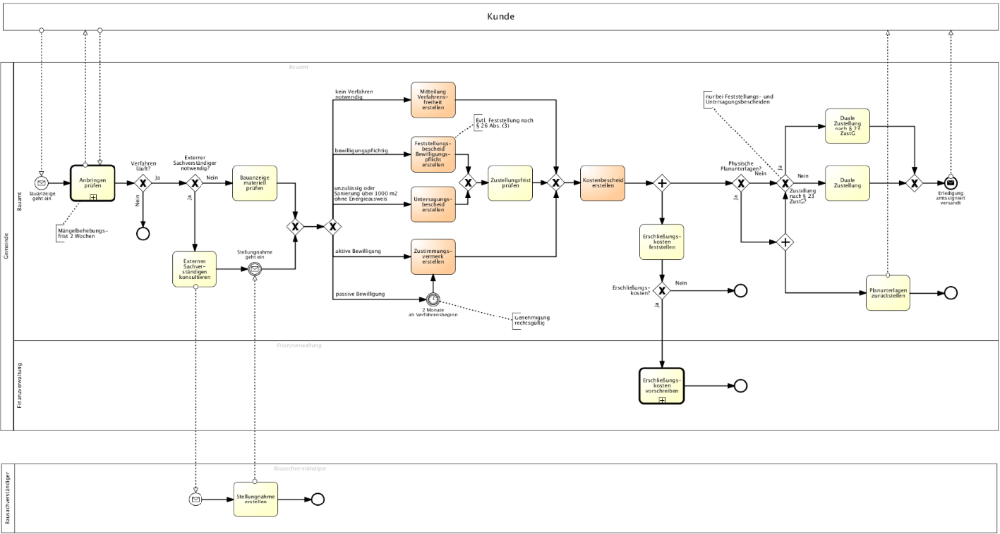 Kunde
Bauamt
Gemeinde
Bauamt
Bauanzeige
geht ein
Anbringen
prüfen
Mängelbehebungs-
frist 2 Wochen
Verfahren
läuft?
Ja
Nein
Externer
Sachverständiger
notwendig?
Nein
Ja
Bauanzeige
materiell
prüfen
Externen
Sachver-
ständigen
konsultieren
Stellungnahme
geht ein
kein Verfahren
notwendig
bewilligungspflichtig
unzulässig oder
Sanierung über 1000 m2
ohne Energieausweis
aktive Bewilligung
passive Bewilligung
Mitteilung
Verfahrens-
freiheit
erstellen
Evtl. Feststellung nach
§ 26 Abs. (3)
Feststellungs-
bescheid
Bewilligungs-
pflicht
erstellen
Untersagungs-
bescheid
erstellen
Zustimmungs-
vermerk
erstellen
2 Monate
ab Verfahrensbeginn
Genehmigung
rechtsgültig
Zustellungsfrist
prüfen
Kostenbescheid
erstellen
Erschließungs-
kosten
feststellen
Erschließungs-
kosten?
Nein
Ja
Physische
Planunterlagen?
Nein
Ja
nur bei Feststellungs- und
Untersagungsbescheiden
Ja
Nein
Zustellung
nach § 23
ZustG?
Duale
Zustellung
nach § 23
ZustG
Duale
Zustellung
Planunterlagen
zurückstellen
Erledigung
amtssigniert
versandt
Finanzverwaltung
Finanzverwaltung
Erschließungs-
kosten
vorschreiben
Bausachverständiger
Bausachverständiger
Stellungnahme
erstellen